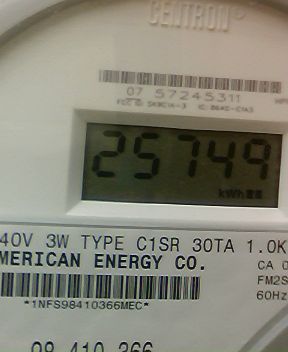 CENTRON
07 57245311
25749
kWh
40V 3W TYPE C1SR 30TA 1.0K
MERICAN ENERGY CO.
CA 0
FM2S
60Hz
*1NFS98410366MEC*
98 410 366